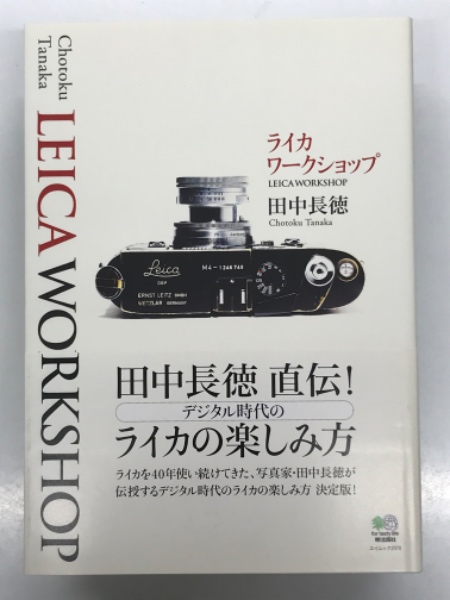 Chotoku
Tanaka
LEICA WORKSHOP
ライカ
ワークショップ
LEICA WORKSHOP
田中長徳
Chotoku Tanaka
Leica
M4-1246748
DBP
ERNST LEITZ GMBH
WETZLAR GERMANY
田中長徳 直伝!
デジタル時代の
ライカの楽しみ方
ライカを40年使い続けてきた、写真家・田中長徳が
伝授するデジタル時代のライカの楽しみ方 決定版!